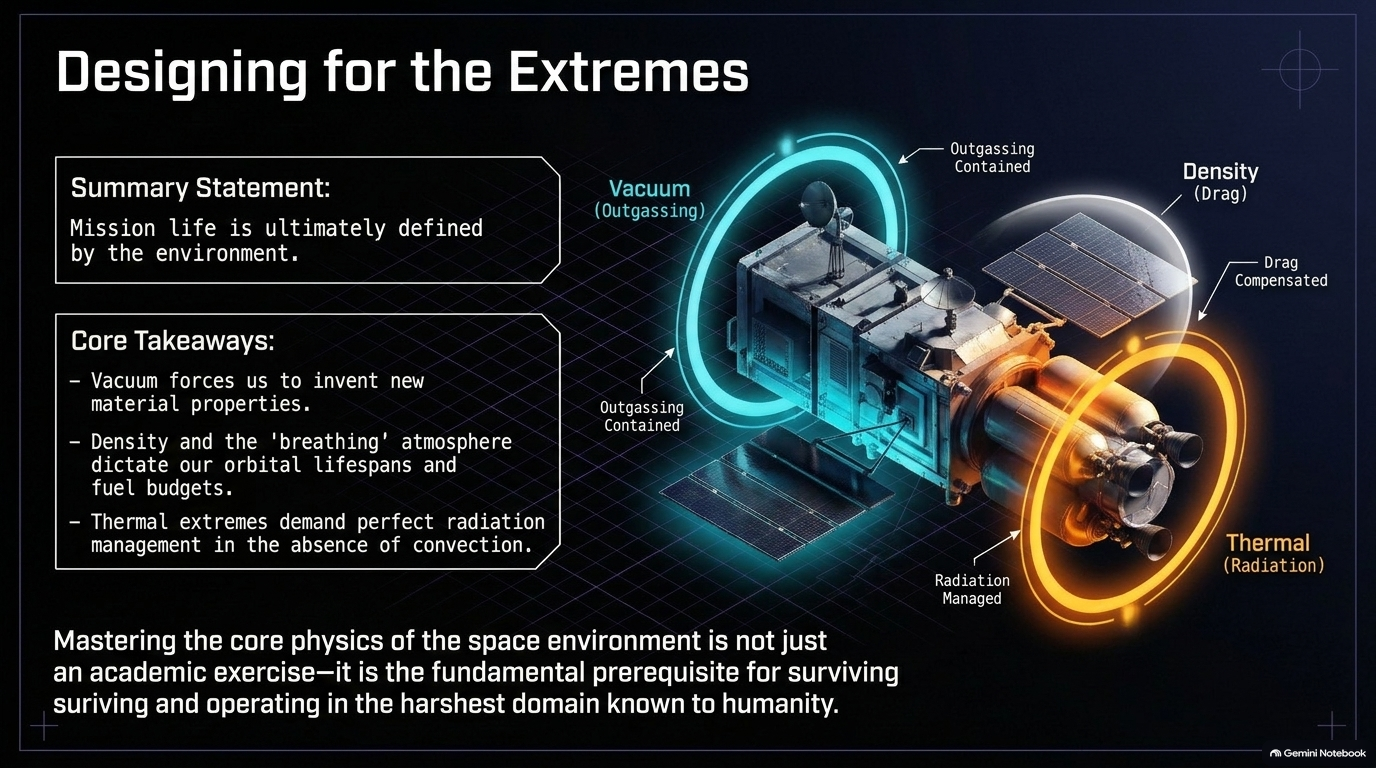 Designing for the Extremes
Summary Statement:
Mission life is ultimately defined
by the environment.
Core Takeaways:
– Vacuum forces us to invent new
material properties.
– Density and the 'breathing' atmosphere
dictate our orbital lifespans and
fuel budgets.
– Thermal extremes demand perfect radiation
management in the absence of convection.
Vacuum
(Outgassing)
Outgassing
Contained
Density
(Drag)
Drag
Compensated
Outgassing
Contained
Radiation
Managed
Thermal
(Radiation)
Mastering the core physics of the space environment is not just
an academic exercise—it is the fundamental prerequisite for surviving
suriving and operating in the harshest domain known to humanity.
Gemini Notebook